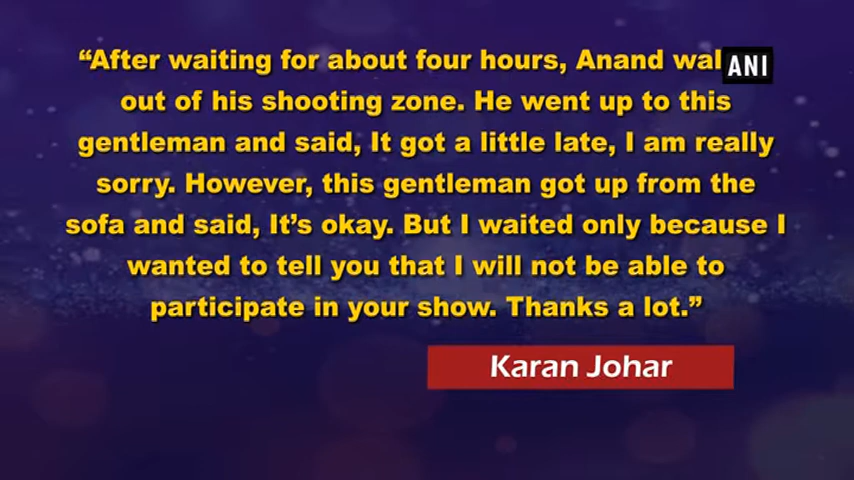 “After waiting for about four hours, Anand
ANI
out of his shooting zone. He went up to this
gentleman and said, It got a little late, I am really
sorry. However, this gentleman got up from the
sofa and said, It’s okay. But I waited only because I
wanted to tell you that I will not be able to
participate in your show. Thanks a lot.”
Karan Johar